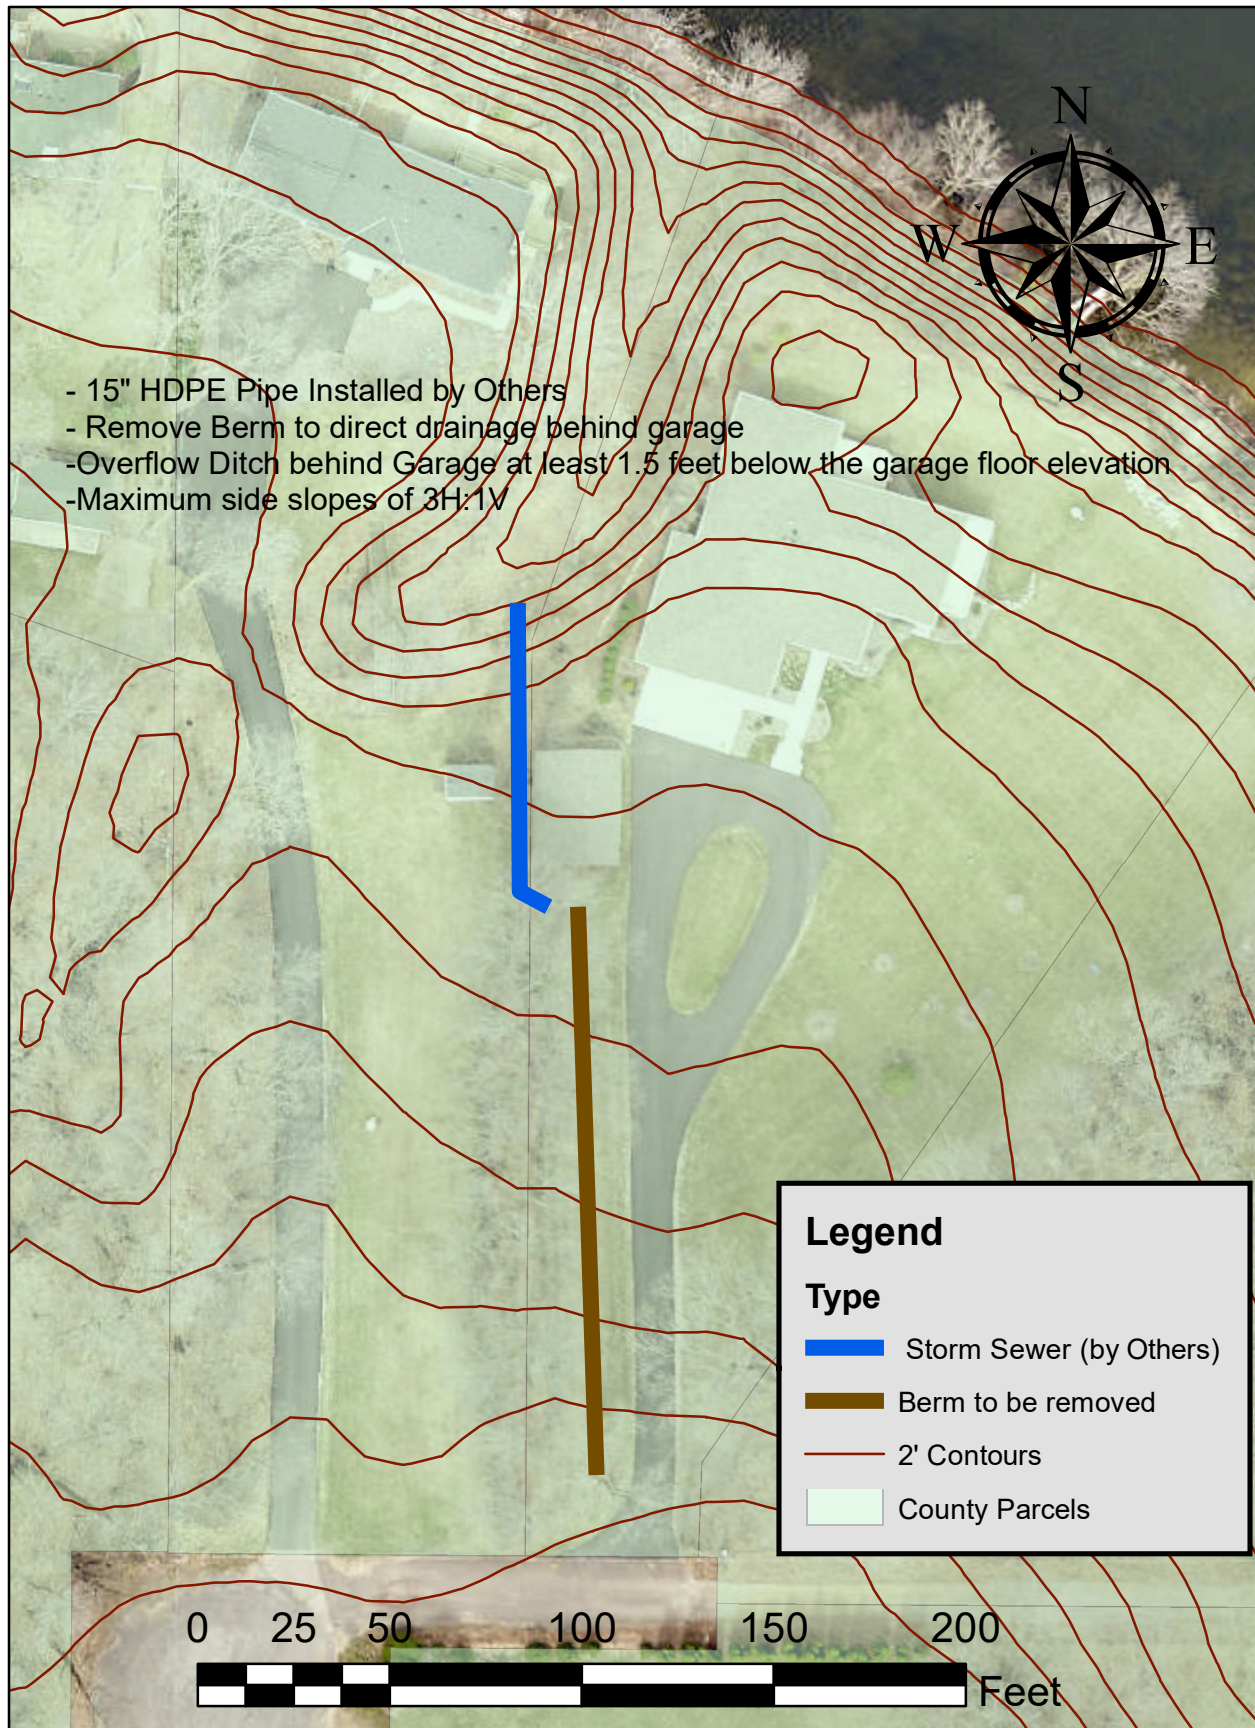 N
W E
S
- 15" HDPE Pipe Installed by Others
- Remove Berm to direct drainage behind garage
-Overflow Ditch behind Garage at least 1.5 feet below the garage floor elevation
-Maximum side slopes of 3H:1V
Legend
Type
Storm Sewer (by Others)
Berm to be removed
2' Contours
County Parcels
0 25 50 100 150 200
Feet